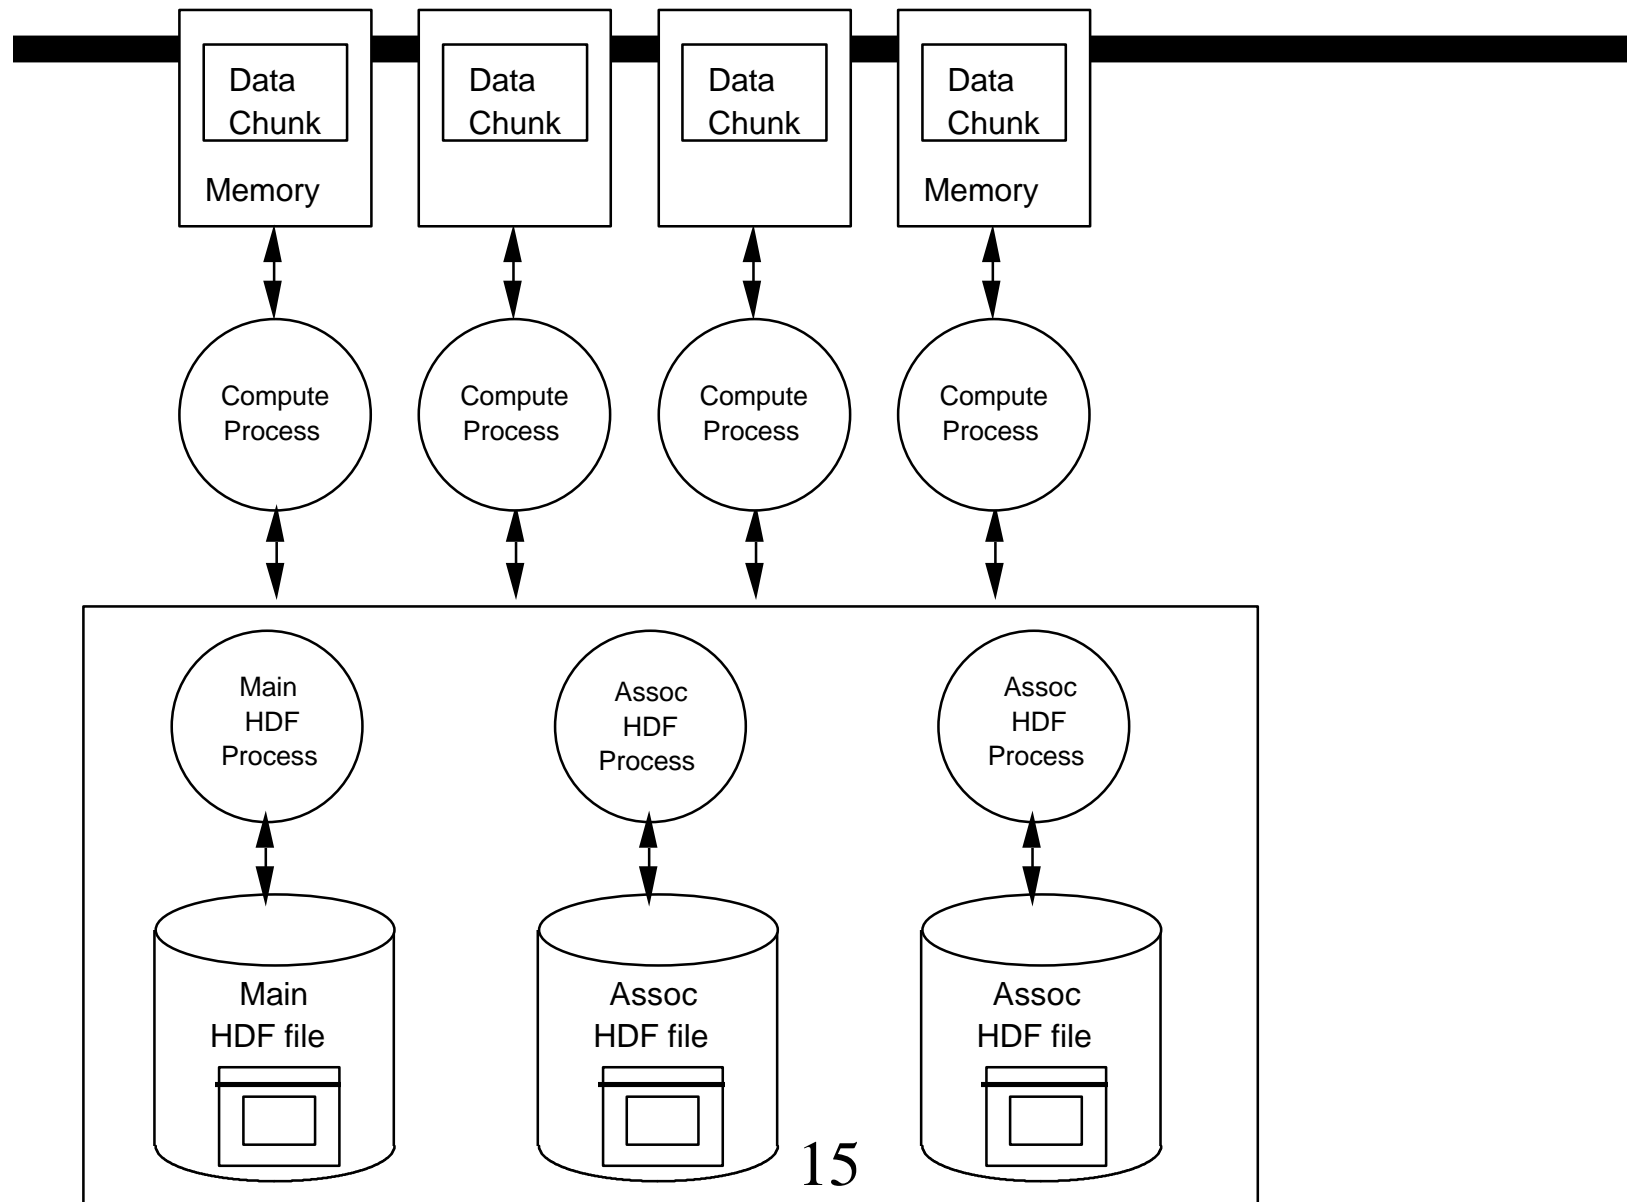 Data
Chunk
Memory
Data
Chunk
Data
Chunk
Data
Chunk
Memory
Compute
Process
Compute
Process
Compute
Process
Compute
Process
Main
HDF
Process
Assoc
HDF
Process
Assoc
HDF
Process
Main
HDF file
Assoc
HDF file
Assoc
HDF file
15